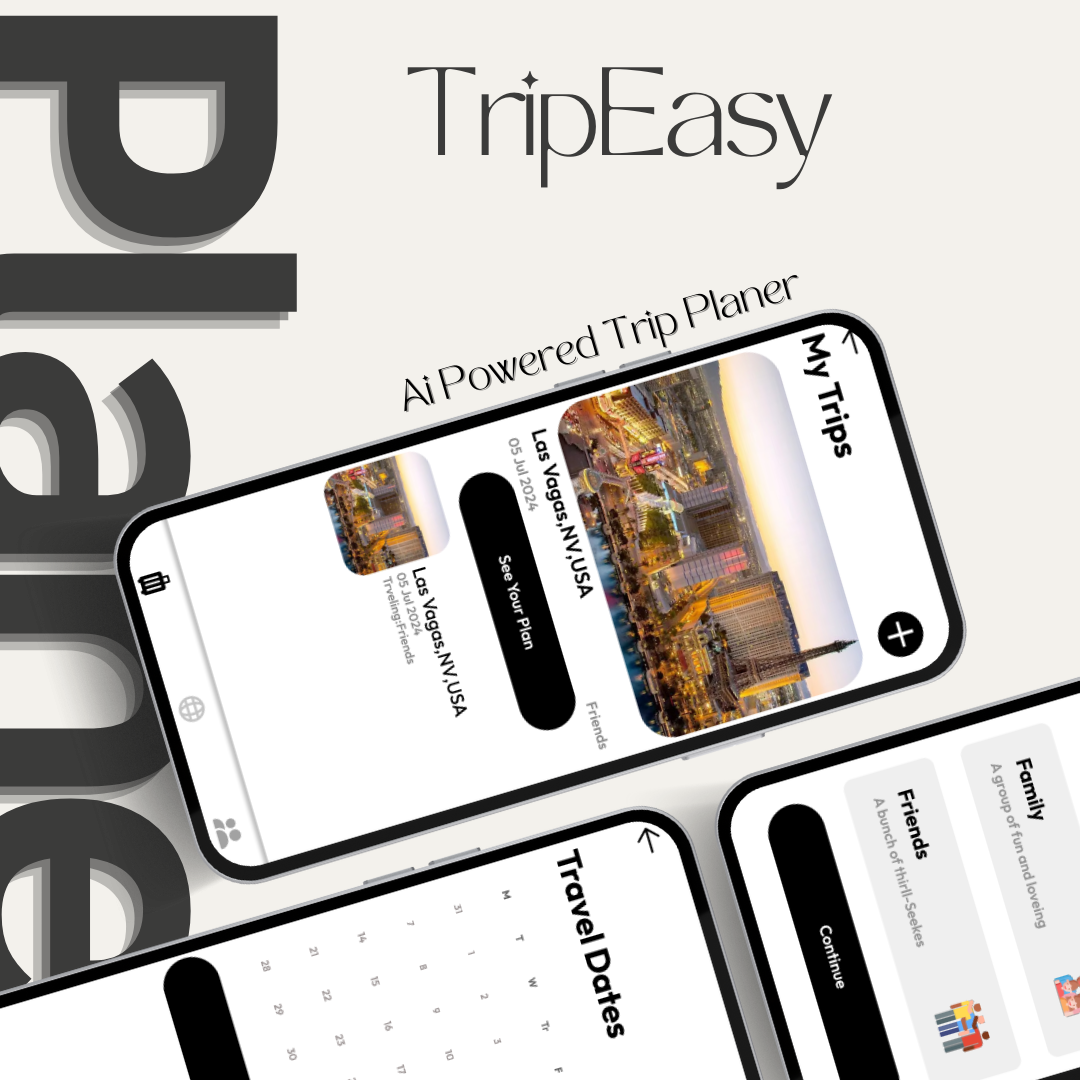 Plane
TripEasy
Ai Powered Trip Planer
My Trips
Las Vagas,NV,USA
05 Jul 2024
Friends
See Your Plan
Las Vagas,NV,USA
05 Jul 2024
Trveling:Friends
Travel Dates
M T W Tr F
31 1 2 3
7 8 9 10
14 15 16 17
21 22 23
28 29 30
Family
A group of fun and loveing
Friends
A bunch of thirll-Seekes
Continue